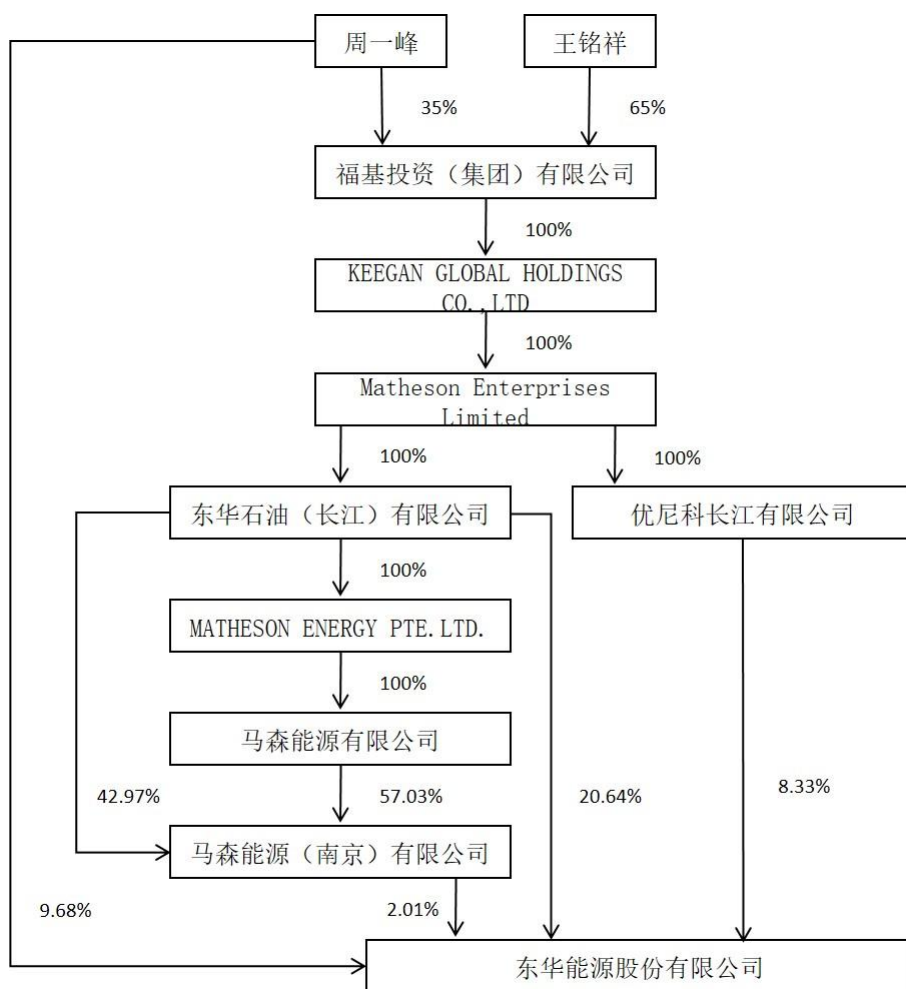 周一峰
王铭祥
35%
65%
福基投资（集团）有限公司
100%
KEEGAN GLOBAL HOLDINGS
CO.,LTD
100%
Matheson Enterprises
Limited
100%
100%
东华石油（长江）有限公司
优尼科长江有限公司
100%
MATHESON ENERGY PTE.LTD.
100%
马森能源有限公司
42.97%
57.03%
20.64%
8.33%
马森能源（南京）有限公司
9.68%
2.01%
东华能源股份有限公司